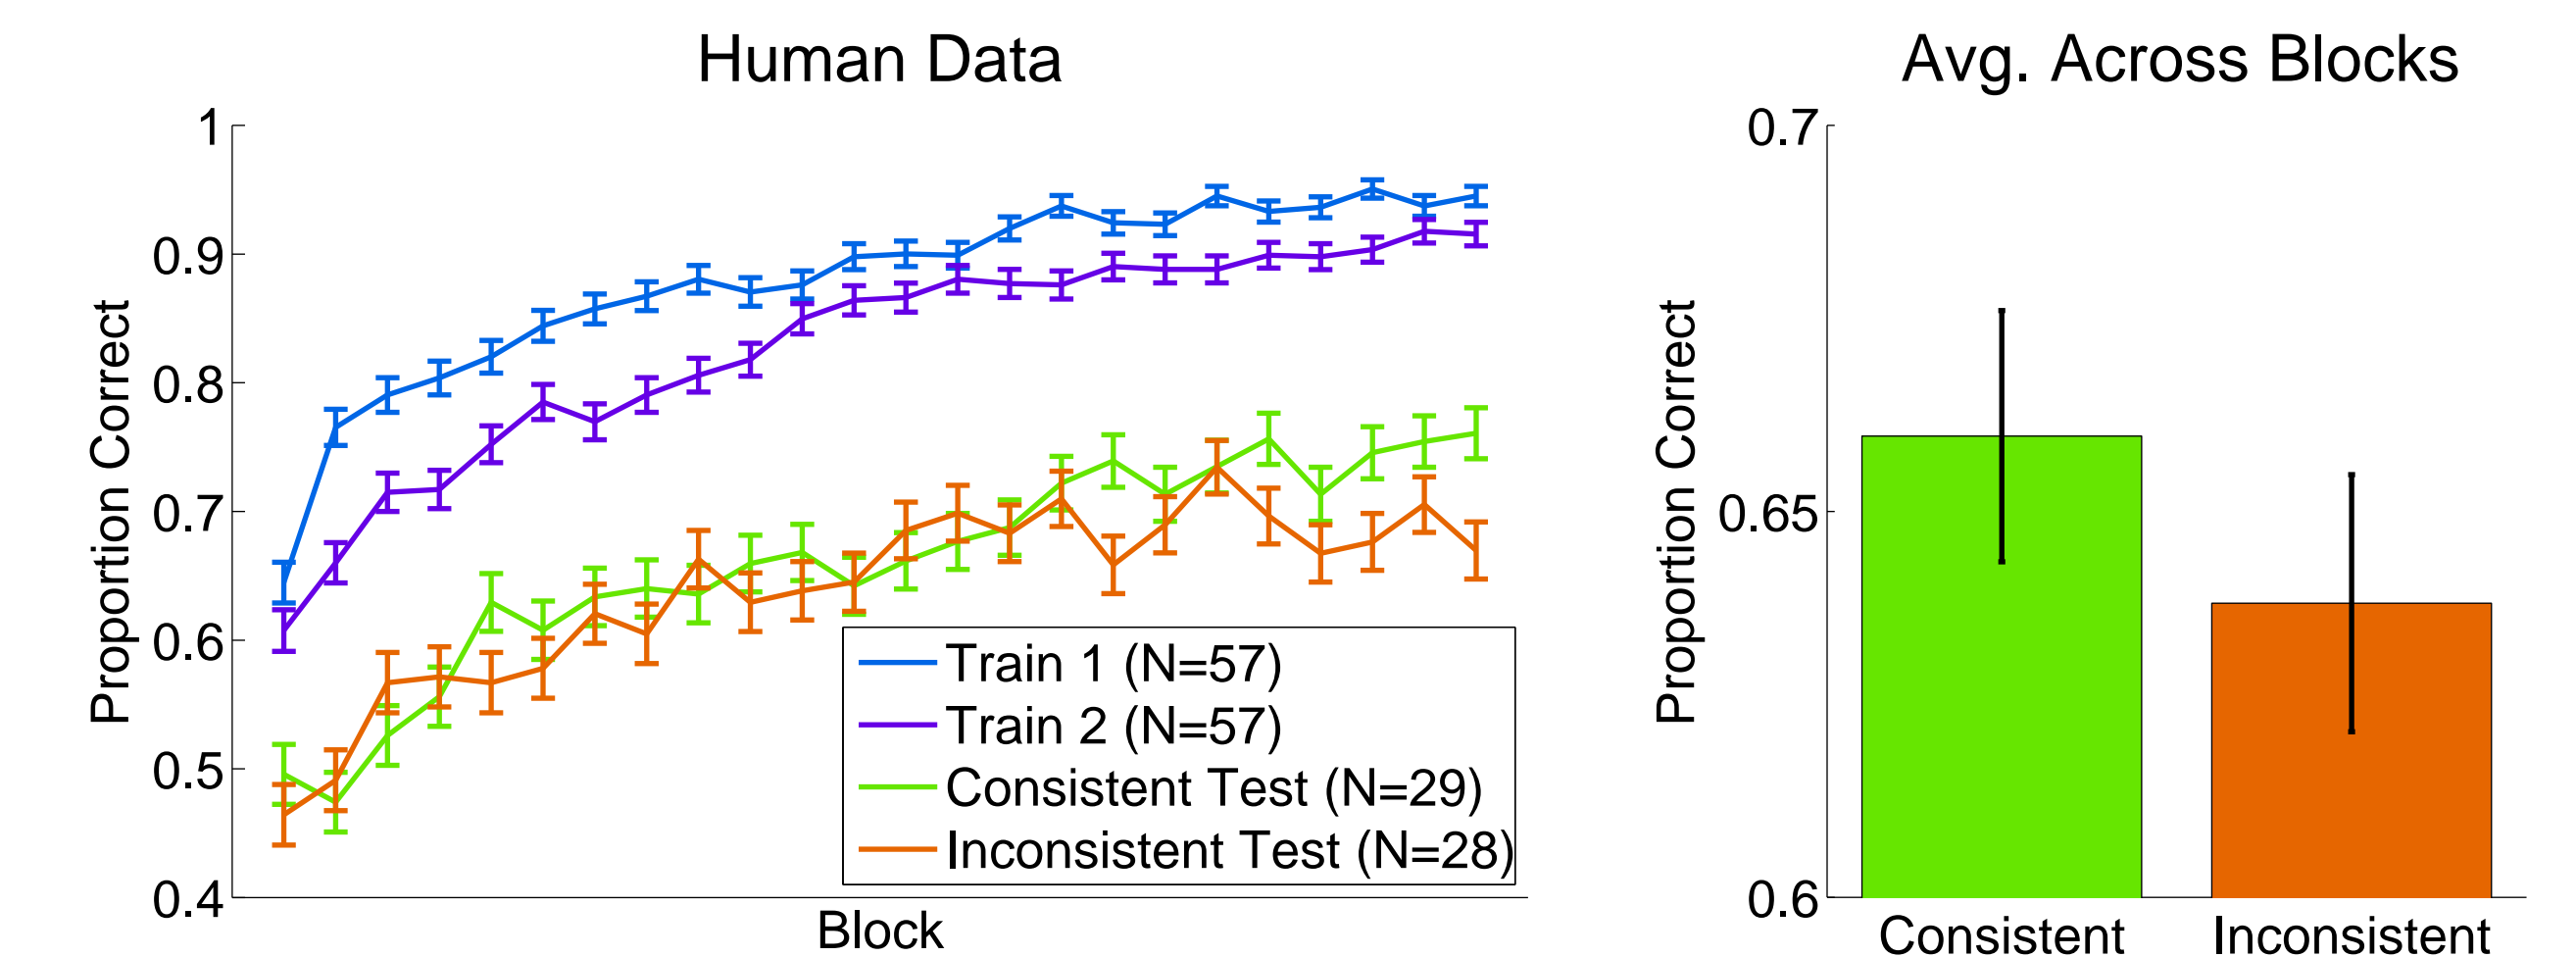 Human Data
Proportion Correct
1
0.9
0.8
0.7
0.6
0.5
0.4
Block
Train 1 (N=57)
Train 2 (N=57)
Consistent Test (N=29)
Inconsistent Test (N=28)
Avg. Across Blocks
Proportion Correct
0.7
0.65
0.6
Consistent
Inconsistent